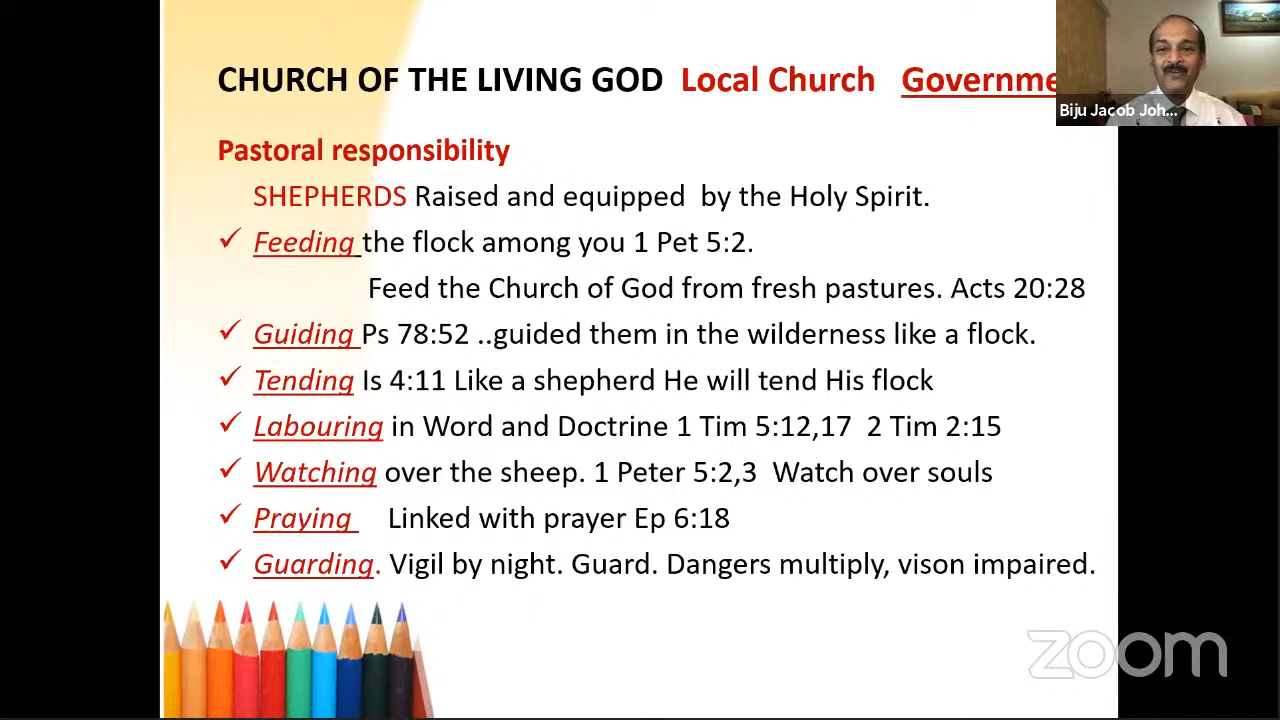 CHURCH OF THE LIVING GOD Local Church Governme
Biju Jacob Joh...
Pastoral responsibility
SHEPHERDS Raised and equipped by the Holy Spirit.
✓ Feeding the flock among you 1 Pet 5:2.
Feed the Church of God from fresh pastures. Acts 20:28
✓ Guiding Ps 78:52 ..guided them in the wilderness like a flock.
✓ Tending Is 4:11 Like a shepherd He will tend His flock
✓ Labouring in Word and Doctrine 1 Tim 5:12,17 2 Tim 2:15
✓ Watching over the sheep. 1 Peter 5:2,3 Watch over souls
✓ Praying Linked with prayer Ep 6:18
✓ Guarding. Vigil by night. Guard. Dangers multiply, vison impaired.
zoom